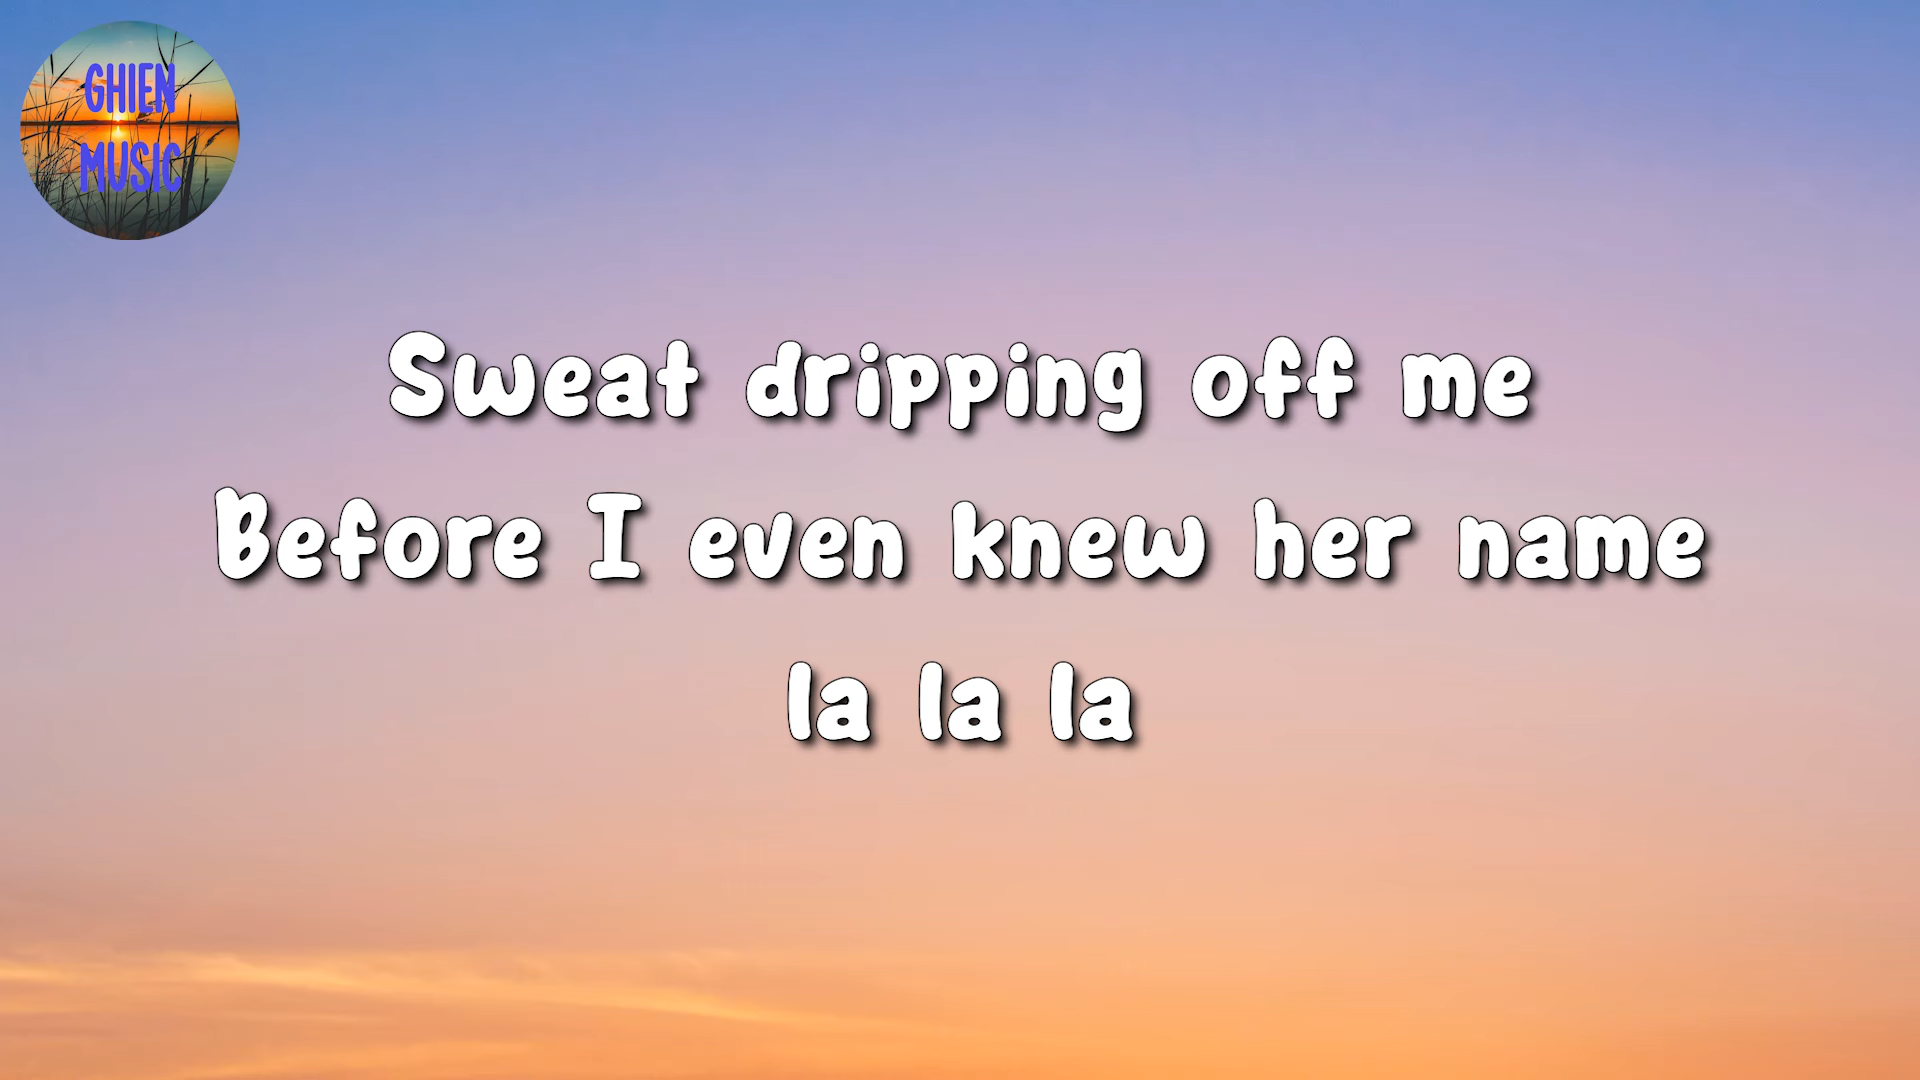 GHIEN
MUSIC
Sweat dripping off me
Before I even knew her name
la la la